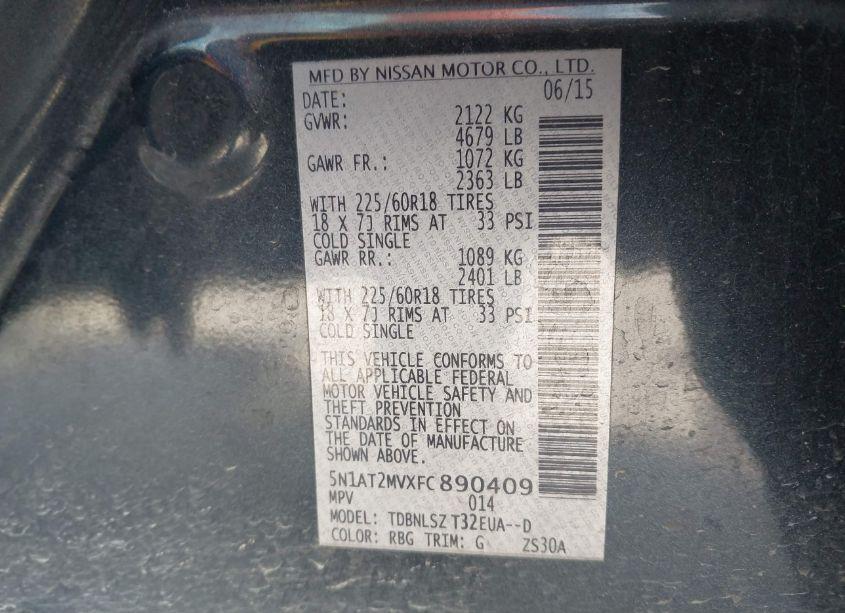 MFD BY NISSAN MOTOR CO., LTD.
DATE: 06/15
GVWR: 2122 KG
4679 LB
GAWR FR.: 1072 KG
2363 LB
WITH 225/60R18 TIRES
18 X 7J RIMS AT 33 PSI
COLD SINGLE
GAWR RR.: 1089 KG
2401 LB
WITH 225/60R18 TIRES
18 X 7J RIMS AT 33 PSI
COLD SINGLE
THIS VEHICLE CONFORMS TO
ALL APPLICABLE FEDERAL
MOTOR VEHICLE SAFETY AND
THEFT PREVENTION
STANDARDS IN EFFECT ON
THE DATE OF MANUFACTURE
SHOWN ABOVE.
5N1AT2MVXFC890409
MPV 014
MODEL: TDBNLSZ T32EUA--D
COLOR: RBG TRIM: G ZS30A